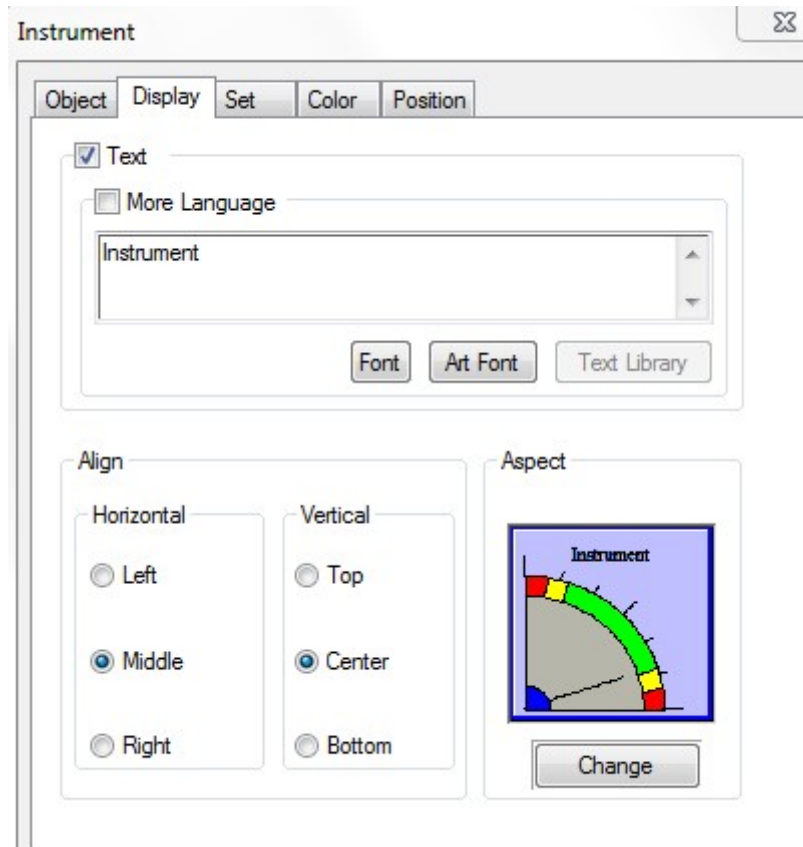 Instrument
Object Display Set Color Position
Text
More Language
Instrument
Font Art Font Text Library
Align
Horizontal
Left
Middle
Right
Vertical
Top
Center
Bottom
Aspect
Instrument
Change